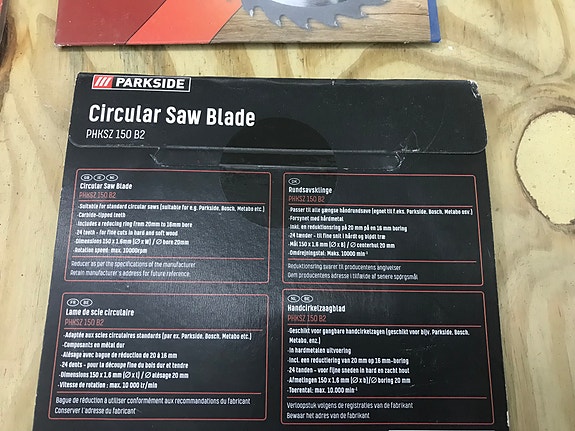 PARKSIDE
Circular Saw Blade
PHKSZ 150 B2
GB IE NI
Circular Saw Blade
PHKSZ 150 B2
·Suitable for standard circular saws (suitable for e.g. Parkside, Bosch, Metabo etc.)
·Carbide-tipped teeth
·Includes a reducing ring from 20mm to 16mm bore
·24 teeth - for fine cuts in hard and soft wood
·Dimensions 150 x 1.6mm (Ø x W) / Ø bore 20mm
·Rotation speed: max. 10000rpm
Reducer as per the specifications of the manufacturer
Retain manufacturer's address for future reference.
DK
Rundsavsklinge
PHKSZ 150 B2
·Passer til alle gængse håndrundsave (egnet til f.eks. Parkside, Bosch, Metabo osv.)
·Forsynet med hårdmetal
·Inkl. en reduktionsring på 20 mm på en 16 mm boring
·24 tænder - til fine snit i hårdt og blødt træ
·Mål 150 x 1,6 mm (Ø x b) / Ø centerhul 20 mm
·Omdrejningstal: Maks. 10000 min⁻¹
Reduktionsring svarer til producentens angivelser
Dem producentens adresse i tilfælde af senere spørgsmål
FR BE
Lame de scie circulaire
PHKSZ 150 B2
·Adaptée aux scies circulaires standards (par ex. Parkside, Bosch, Metabo etc.)
·Composants en métal dur
·Alésage avec bague de réduction de 20 à 16 mm
·24 dents - pour la découpe fine du bois dur et tendre
·Dimensions 150 x 1,6 mm (Ø x l) / Ø alésage 20 mm
·Vitesse de rotation : max. 10 000 tr/min
Bague de réduction à utiliser conformément aux recommandations du fabricant
Conserver l'adresse du fabricant.
NL BE
Handcirkelzaagblad
PHKSZ 150 B2
·Geschikt voor gangbare handcirkelzagen (geschikt voor bijv. Parkside, Bosch,
Metabo, enz.)
·In hardmetalen uitvoering
·Incl. een reductiering van 20 mm op 16 mm-boring
·24 tanden – voor fijne sneden in hard en zacht hout
·Afmetingen 150 x 1.6 mm (Ø x b)/Ø boring 20 mm
·Toerental: max. 10.000 min⁻¹
Verloopstuk volgens de registraties van de fabrikant
Bewaar het adres van de fabrikant.